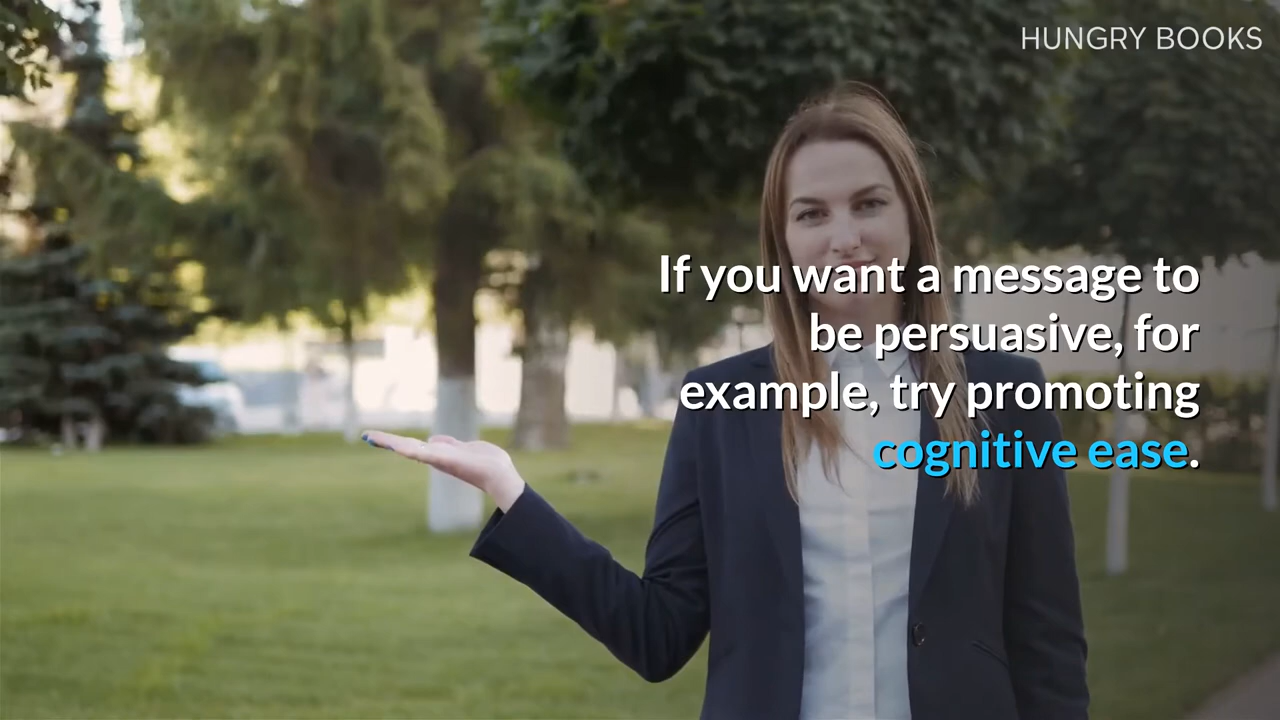 HUNGRY BOOKS
If you want a message to
be persuasive, for
example, try promoting
cognitive ease.